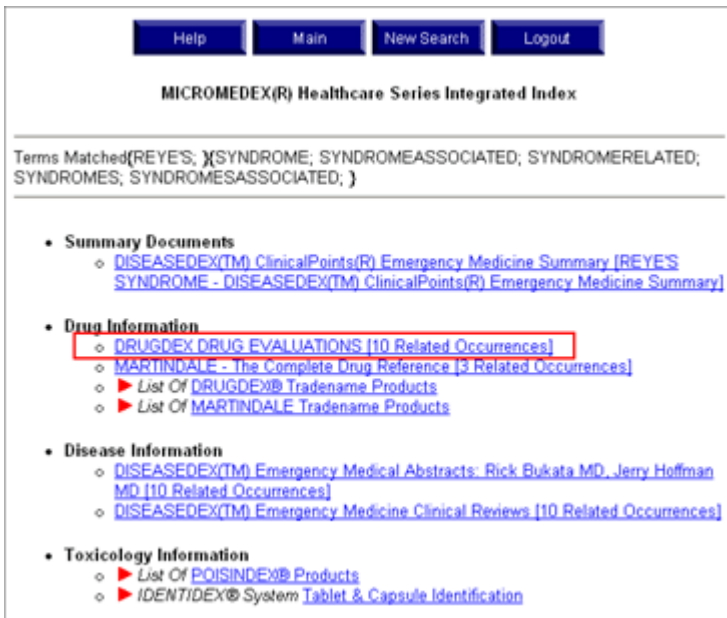 Help Main New Search Logout
MICROMEDEX(R) Healthcare Series Integrated Index
Terms Matched{REYE'S; }{SYNDROME; SYNDROMEASSOCIATED; SYNDROMERELATED;
SYNDROMES; SYNDROMESASSOCIATED; }
Summary Documents
DISEASEDEX(TM) ClinicalPoints(R) Emergency Medicine Summary [REYE'S
SYNDROME - DISEASEDEX(TM) ClinicalPoints(R) Emergency Medicine Summary]
Drug Information
DRUGDEX DRUG EVALUATIONS [10 Related Occurrences]
MARTINDALE - The Complete Drug Reference [3 Related Occurrences]
List Of DRUGDEX® Tradename Products
List Of MARTINDALE Tradename Products
Disease Information
DISEASEDEX(TM) Emergency Medical Abstracts: Rick Bukata MD, Jerry Hoffman
MD [10 Related Occurrences]
DISEASEDEX(TM) Emergency Medicine Clinical Reviews [10 Related Occurrences]
Toxicology Information
List Of POISINDEX® Products
IDENTIDEX® System Tablet & Capsule Identification